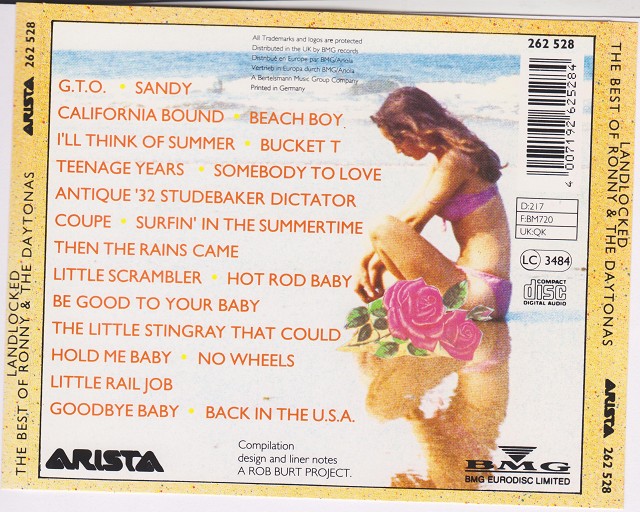 LANDLOCKED
THE BEST OF RONNY & THE DAYTONAS
ARISTA 262 528
All Trademarks and logos are protected
Distributed in the UK by BMG records
Distribué en Europe par BMG/Ariola
Vertrieb in Europa durch BMG/Ariola
A Bertelsmann Music Group Company
Printed in Germany
262 528
4 007192 625284
G.T.O. • SANDY
CALIFORNIA BOUND • BEACH BOY
I'LL THINK OF SUMMER • BUCKET T
TEENAGE YEARS • SOMEBODY TO LOVE
ANTIQUE '32 STUDEBAKER DICTATOR
COUPE • SURFIN' IN THE SUMMERTIME
THEN THE RAINS CAME
LITTLE SCRAMBLER • HOT ROD BABY
BE GOOD TO YOUR BABY
THE LITTLE STINGRAY THAT COULD
HOLD ME BABY • NO WHEELS
LITTLE RAIL JOB
GOODBYE BABY • BACK IN THE U.S.A.
D:217
F:BM720
UK:QK
LC 3484
COMPACT
disc
DIGITAL AUDIO
ARISTA
Compilation
design and liner notes
A ROB BURT PROJECT.
BMG
BMG EURODISC LIMITED
LANDLOCKED
THE BEST OF RONNY & THE DAYTONAS
ARISTA 262 528